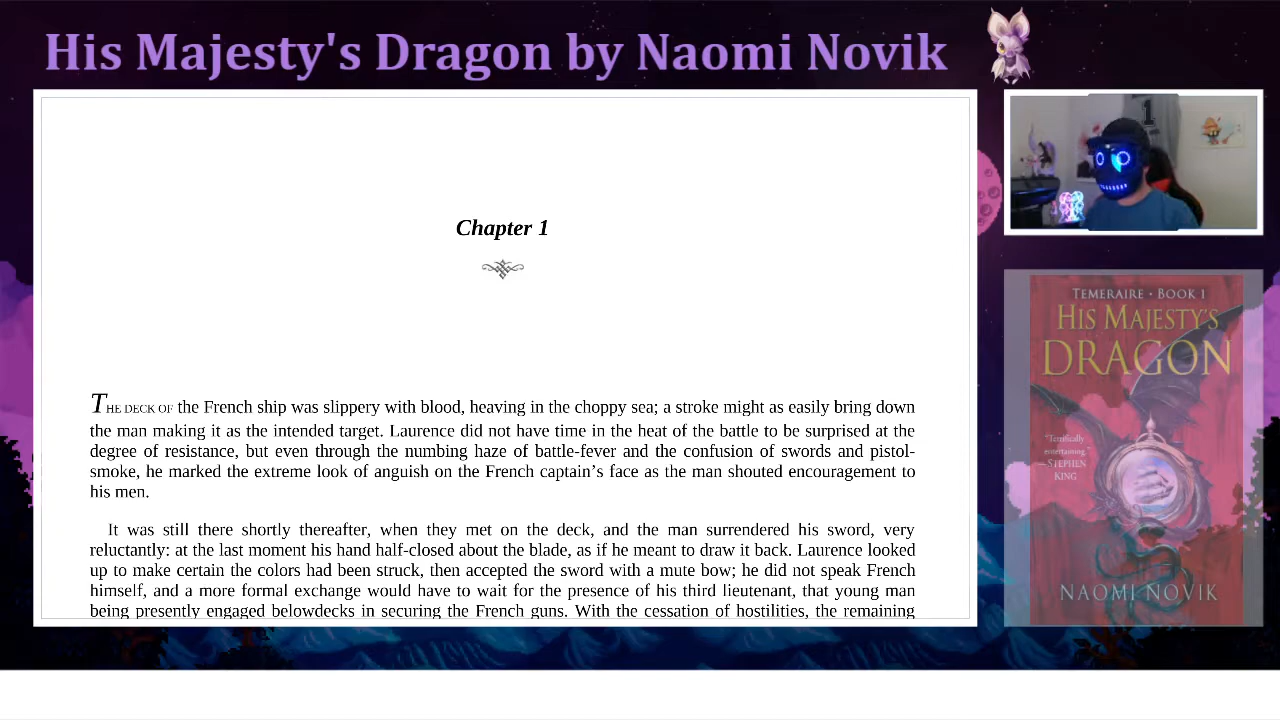 His Majesty's Dragon by Naomi Novik
1
Chapter 1
THE DECK OF the French ship was slippery with blood, heaving in the choppy sea; a stroke might as easily bring down
the man making it as the intended target. Laurence did not have time in the heat of the battle to be surprised at the
degree of resistance, but even through the numbing haze of battle-fever and the confusion of swords and pistol-
smoke, he marked the extreme look of anguish on the French captain’s face as the man shouted encouragement to
his men.
It was still there shortly thereafter, when they met on the deck, and the man surrendered his sword, very
reluctantly: at the last moment his hand half-closed about the blade, as if he meant to draw it back. Laurence looked
up to make certain the colors had been struck, then accepted the sword with a mute bow; he did not speak French
himself, and a more formal exchange would have to wait for the presence of his third lieutenant, that young man
being presently engaged belowdecks in securing the French guns. With the cessation of hostilities, the remaining
TEMERAIRE • BOOK 1
HIS MAJESTY'S
DRAGON
"Terrifically
entertaining."
—STEPHEN
KING
NAOMI NOVIK